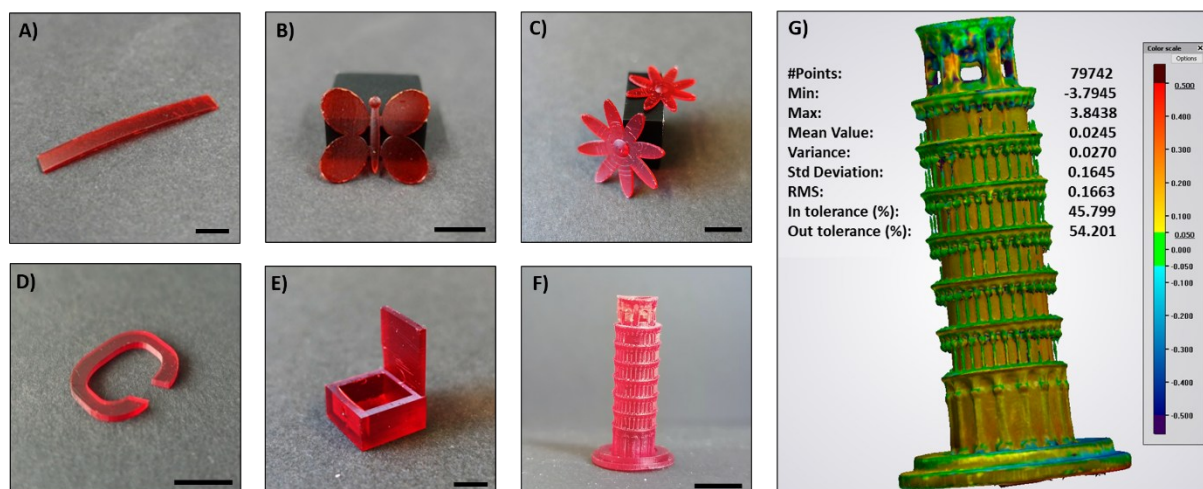 A)
B)
C)
G)
#Points: 79742
Min: -3.7945
Max: 3.8438
Mean Value: 0.0245
Variance: 0.0270
Std Deviation: 0.1645
RMS: 0.1663
In tolerance (%): 45.799
Out tolerance (%): 54.201
Color scale X
Options
0.500
0.400
0.300
0.200
0.050
0.000
-0.050
-0.100
-0.200
-0.300
-0.400
-0.500
D)
E)
F)